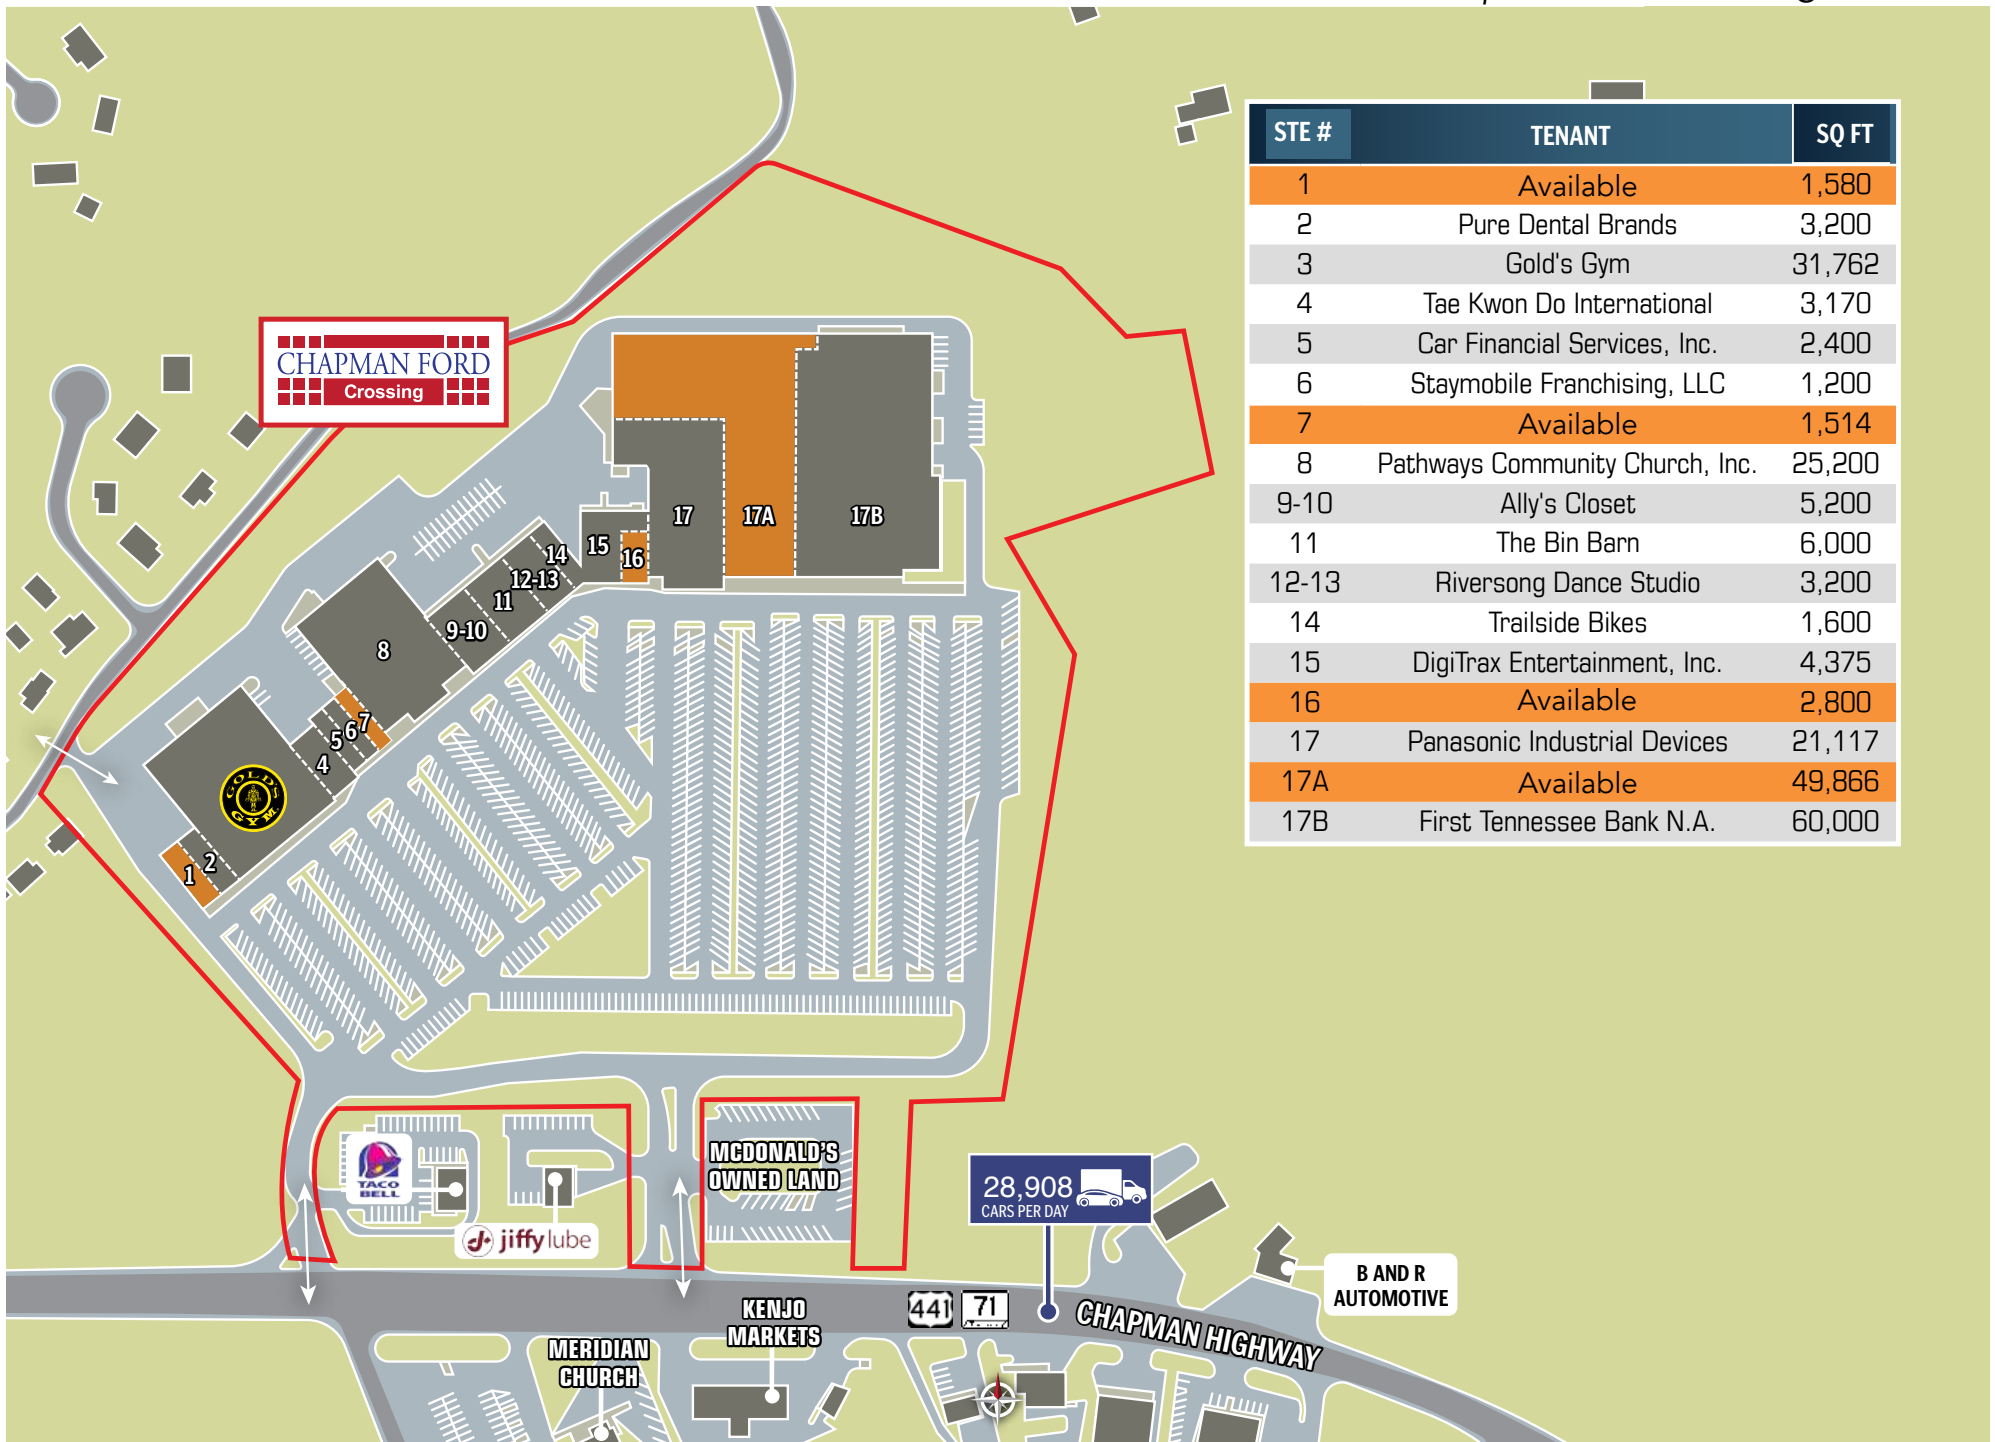 STE # TENANT SQ FT
1 Available 1,580
2 Pure Dental Brands 3,200
3 Gold's Gym 31,762
4 Tae Kwon Do International 3,170
5 Car Financial Services, Inc. 2,400
6 Staymobile Franchising, LLC 1,200
7 Available 1,514
8 Pathways Community Church, Inc. 25,200
9-10 Ally's Closet 5,200
11 The Bin Barn 6,000
12-13 Riversong Dance Studio 3,200
14 Trailside Bikes 1,600
15 DigiTrax Entertainment, Inc. 4,375
16 Available 2,800
17 Panasonic Industrial Devices 21,117
17A Available 49,866
17B First Tennessee Bank N.A. 60,000
CHAPMAN FORD
Crossing
17
17A
17B
15
16
14
12-13
11
9-10
8
7
6
5
4
GOLD'S
GYM
2
1
TACO
BELL
jiffylube
MCDONALD'S
OWNED LAND
28,908
CARS PER DAY
B AND R
AUTOMOTIVE
441
71
CHAPMAN HIGHWAY
KENJO
MARKETS
MERIDIAN
CHURCH